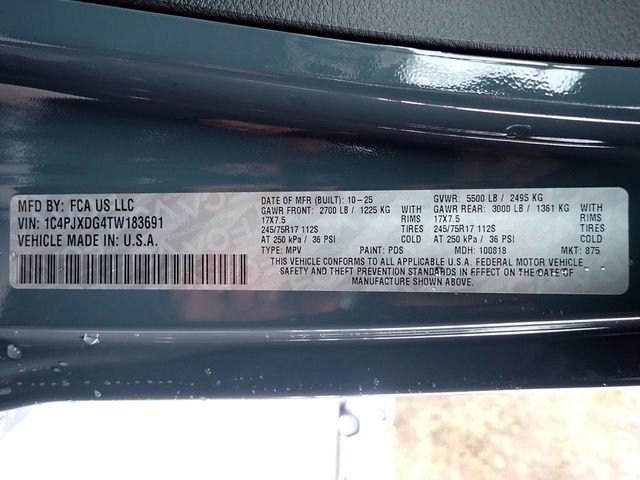 MFD BY: FCA US LLC
VIN: 1C4PJXDG4TW183691
VEHICLE MADE IN: U.S.A.
DATE OF MFR (BUILT): 10-25 GVWR: 5500 LB / 2495 KG
GAWR FRONT: 2700 LB / 1225 KG WITH GAWR REAR: 3000 LB / 1361 KG WITH
17X7.5 RIMS 17X7.5 RIMS
245/75R17 112S TIRES 245/75R17 112S TIRES
AT 250 kPa / 36 PSI COLD AT 250 kPa / 36 PSI COLD
TYPE: MPV PAINT: PDS MDH: 100818 MKT: 875
THIS VEHICLE CONFORMS TO ALL APPLICABLE U.S.A. FEDERAL MOTOR VEHICLE
SAFETY AND THEFT PREVENTION STANDARDS IN EFFECT ON THE DATE OF
MANUFACTURE SHOWN ABOVE.